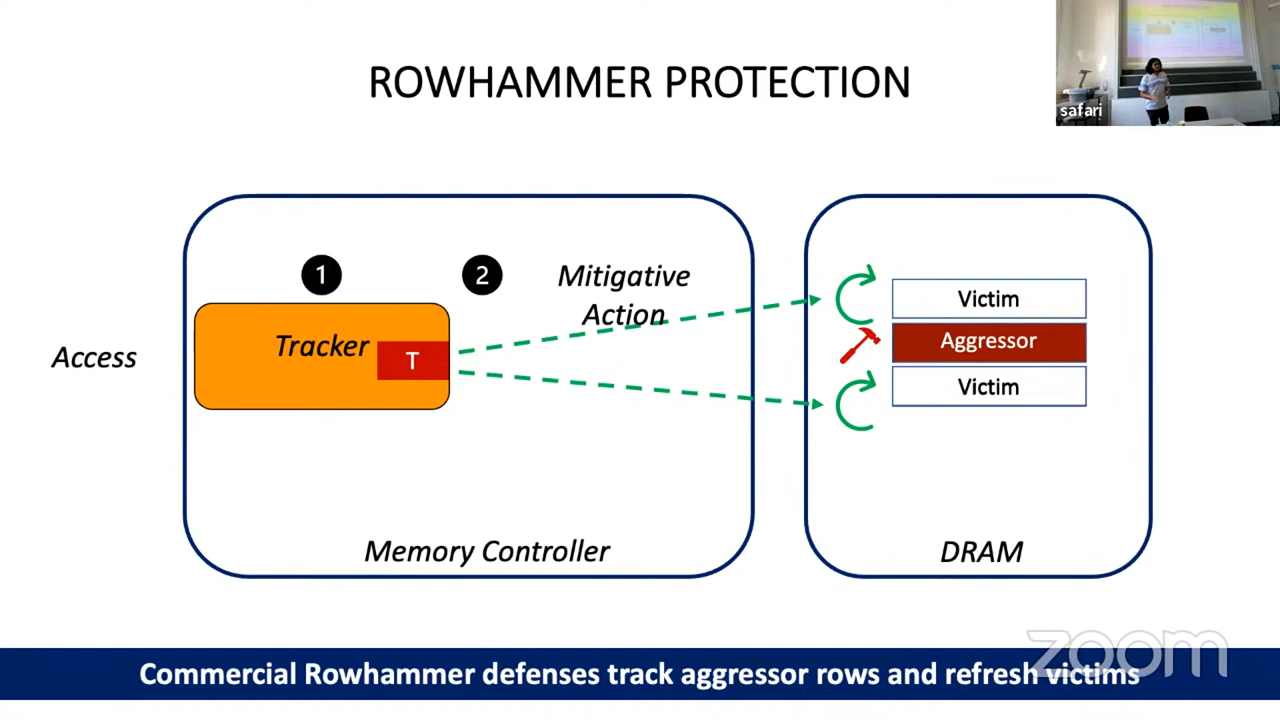 ROWHAMMER PROTECTION
safari
1
2
Mitigative
Action
Access
Tracker
T
Victim
Aggressor
Victim
Memory Controller
DRAM
zoom
Commercial Rowhammer defenses track aggressor rows and refresh victims